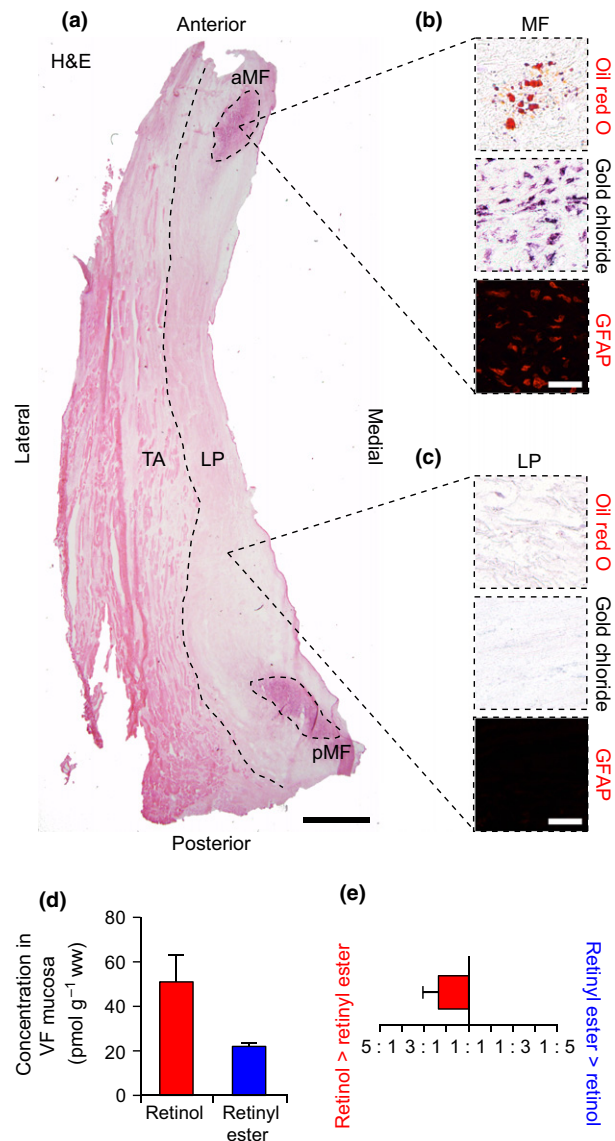 (a)
Anterior
H&E
aMF
Lateral
TA
LP
Medial
pMF
Posterior
(b)
MF
Oil red O
Gold chloride
GFAP
(c)
LP
Oil red O
Gold chloride
GFAP
(d)
Concentration in
VF mucosa
(pmol g⁻¹ ww)
80
60
40
20
0
Retinol
Retinyl
ester
(e)
Retinol > retinyl ester
Retinyl ester > retinol
5 : 1 3 : 1 1 : 1 1 : 3 1 : 5